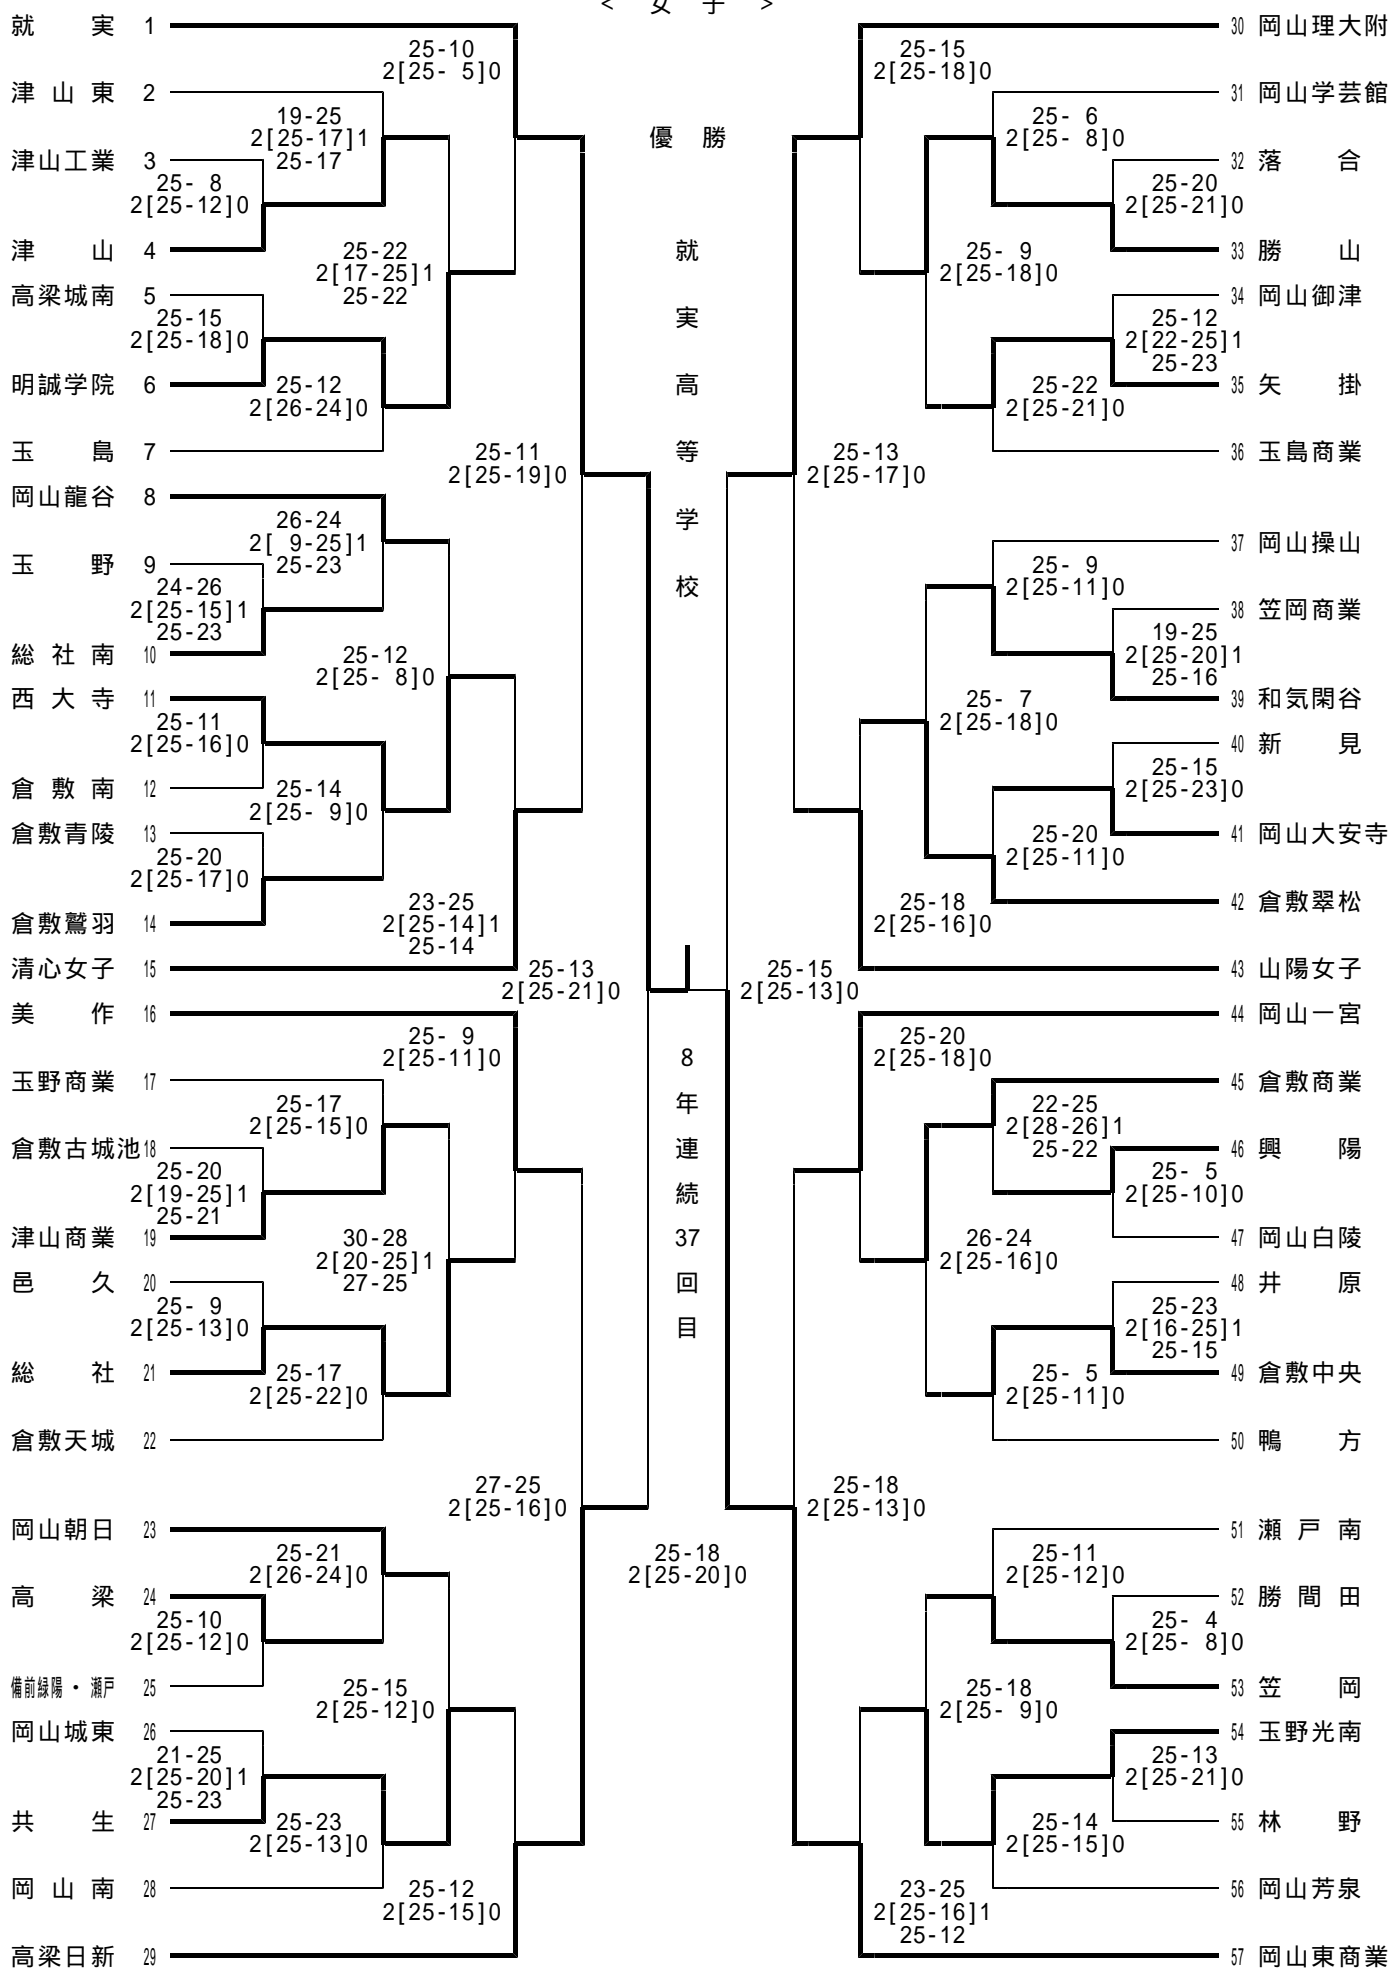 < 女 子 >
就 実 1
25-10
2[25- 5]0
津 山 東 2
19-25
2[25-17]1
25-17
津山工業 3
25- 8
2[25-12]0
津 山 4
25-22
2[17-25]1
25-22
高梁城南 5
25-15
2[25-18]0
明誠学院 6
25-12
2[26-24]0
玉 島 7
25-11
2[25-19]0
岡山龍谷 8
26-24
2[ 9-25]1
25-23
玉 野 9
24-26
2[25-15]1
25-23
総 社 南 10
25-12
2[25- 8]0
西 大 寺 11
25-11
2[25-16]0
倉 敷 南 12
25-14
2[25- 9]0
倉敷青陵 13
25-20
2[25-17]0
倉敷鷲羽 14
23-25
2[25-14]1
25-14
清心女子 15
25-13
2[25-21]0
美 作 16
25- 9
2[25-11]0
玉野商業 17
25-17
2[25-15]0
倉敷古城池 18
25-20
2[19-25]1
25-21
津山商業 19
30-28
2[20-25]1
27-25
邑 久 20
25- 9
2[25-13]0
総 社 21
25-17
2[25-22]0
倉敷天城 22
27-25
2[25-16]0
岡山朝日 23
25-21
2[26-24]0
高 梁 24
25-10
2[25-12]0
備前緑陽・瀬戸 25
25-15
2[25-12]0
岡山城東 26
21-25
2[25-20]1
25-23
共 生 27
25-23
2[25-13]0
岡 山 南 28
25-12
2[25-15]0
高梁日新 29
優 勝
就
実
高
等
学
校
8
年
連
続
37
回
目
25-18
2[25-20]0
30 岡山理大附
25-15
2[25-18]0
31 岡山学芸館
25- 6
2[25- 8]0
32 落 合
25-20
2[25-21]0
33 勝 山
25- 9
2[25-18]0
34 岡山御津
25-12
2[22-25]1
25-23
35 矢 掛
25-22
2[25-21]0
36 玉島商業
25-13
2[25-17]0
37 岡山操山
25- 9
2[25-11]0
38 笠岡商業
19-25
2[25-20]1
25-16
39 和気閑谷
25- 7
2[25-18]0
40 新 見
25-15
2[25-23]0
41 岡山大安寺
25-20
2[25-11]0
42 倉敷翠松
25-18
2[25-16]0
43 山陽女子
25-15
2[25-13]0
44 岡山一宮
25-20
2[25-18]0
45 倉敷商業
22-25
2[28-26]1
25-22
46 興 陽
25- 5
2[25-10]0
47 岡山白陵
26-24
2[25-16]0
48 井 原
25-23
2[16-25]1
25-15
49 倉敷中央
25- 5
2[25-11]0
50 鴨 方
25-18
2[25-13]0
51 瀬 戸 南
25-11
2[25-12]0
52 勝 間 田
25- 4
2[25- 8]0
53 笠 岡
25-18
2[25- 9]0
54 玉野光南
25-13
2[25-21]0
55 林 野
25-14
2[25-15]0
56 岡山芳泉
23-25
2[25-16]1
25-12
57 岡山東商業